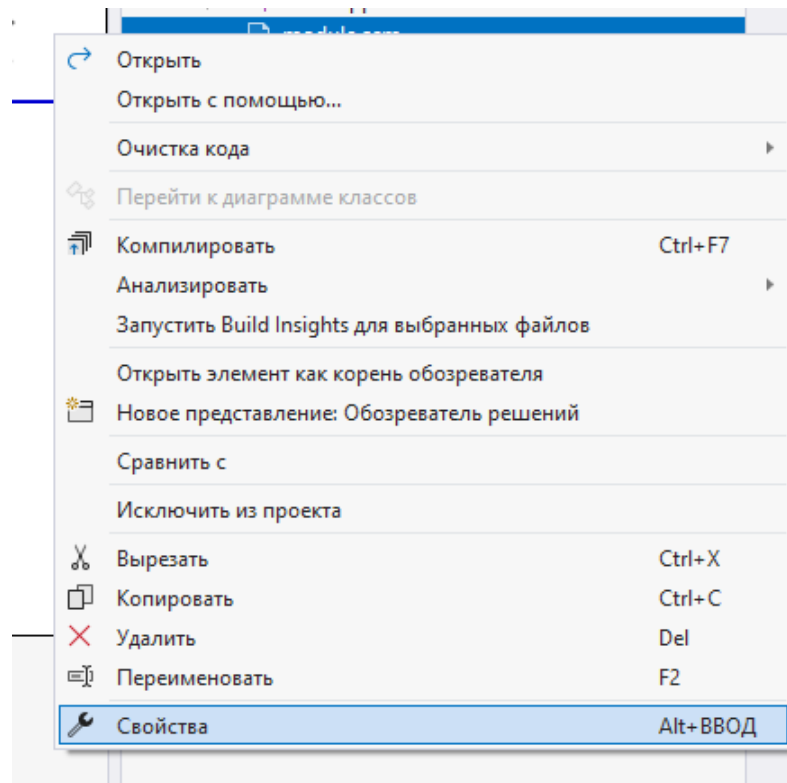 Открыть
Открыть с помощью...
Очистка кода
Перейти к диаграмме классов
Компилировать Ctrl+F7
Анализировать
Запустить Build Insights для выбранных файлов
Открыть элемент как корень обозревателя
Новое представление: Обозреватель решений
Сравнить с
Исключить из проекта
Вырезать Ctrl+X
Копировать Ctrl+C
Удалить Del
Переименовать F2
Свойства Alt+ВВОД